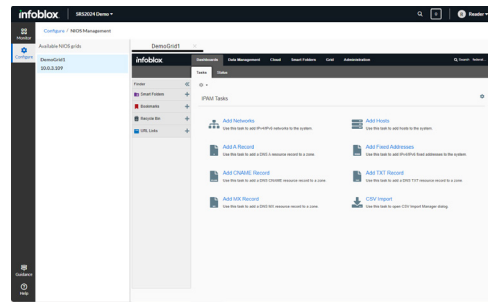 infoblox SRS2024 Demo Reader
Monitor
Configure / NIOS Management
Configure
Available NIOS grids
DemoGrid1
10.0.3.109
DemoGrid1
infoblox Dashboards Data Management Cloud Smart Folders Grid Administration Search
Tasks Status
Finder
Smart Folders
Bookmarks
Recycle Bin
URL Links
IPAM Tasks
Add Networks
Use this task to add IPv4/IPv6 networks to the system.
Add Hosts
Use this task to add hosts to the system.
Add A Record
Use this task to add a DNS A resource record to a zone.
Add Fixed Addresses
Use this task to add IPv4/IPv6 fixed addresses to the system.
Add CNAME Record
Use this task to add a DNS CNAME resource record to a zone.
Add TXT Record
Use this task to add a DNS TXT resource record to a zone.
Add MX Record
Use this task to add a DNS MX resource record to a zone.
CSV Import
Use this task to open CSV Import Manager dialog.
Guidance
Help